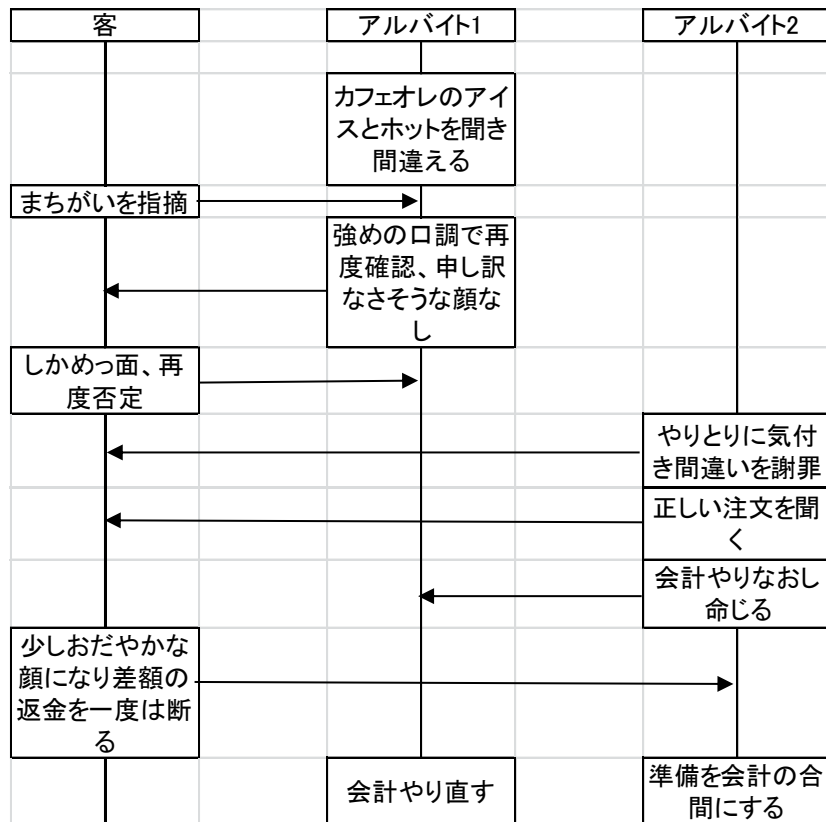 客
アルバイト1
アルバイト2
カフェオレのアイ
スとホットを聞き
間違える
まちがいを指摘
強めの口調で再
度確認、申し訳
なさそうな顔な
し
しかめっ面、再
度否定
やりとりに気付
き間違いを謝罪
正しい注文を聞
く
会計やりなおし
命じる
少しおだやかな
顔になり差額の
返金を一度は断
る
会計やり直す
準備を会計の合
間にする